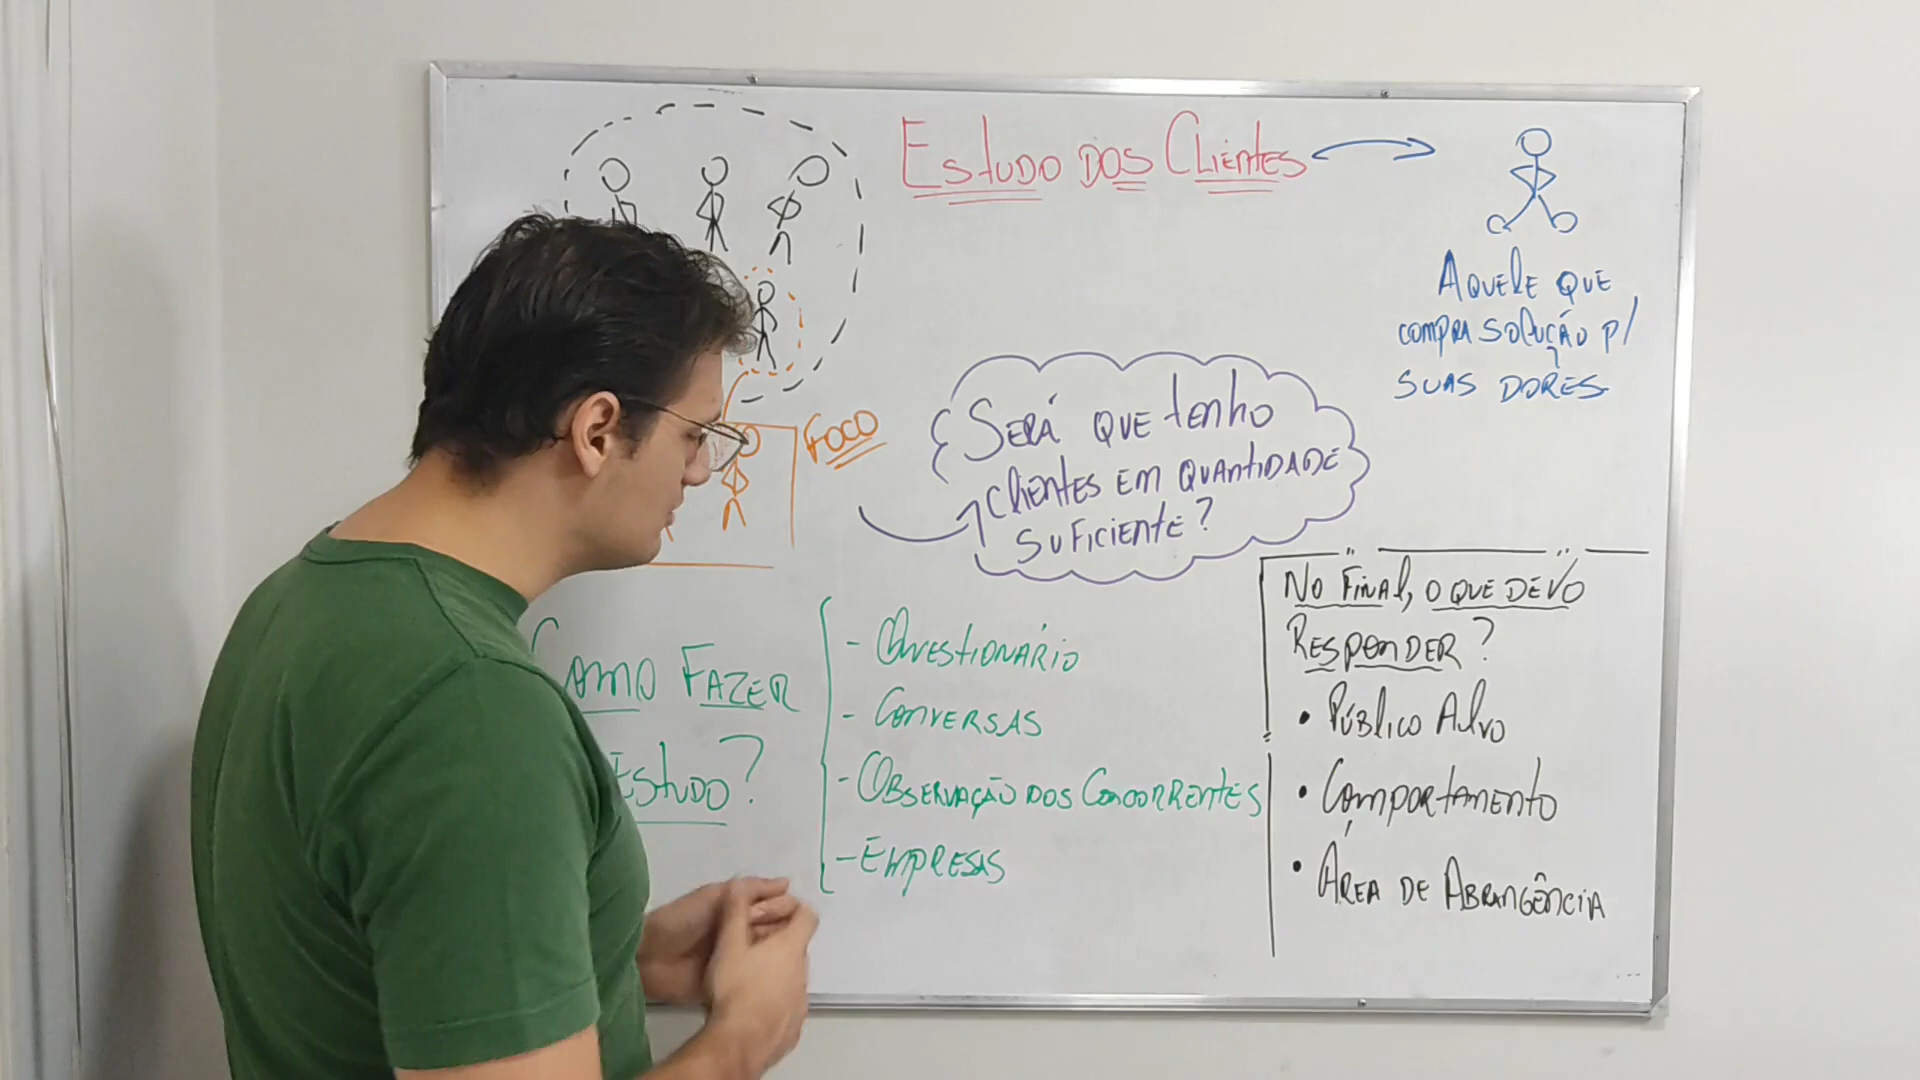 Estudo dos Clientes
Aquele que
compra solução p/
suas dores
Foco
Será que tenho
clientes em quantidade
suficiente?
Como Fazer
Estudo?
- Questionário
- Conversas
- Observação dos Concorrentes
- Empresas
No Final, o que devo
Responder?
• Público Alvo
• Comportamento
• Área de Abrangência